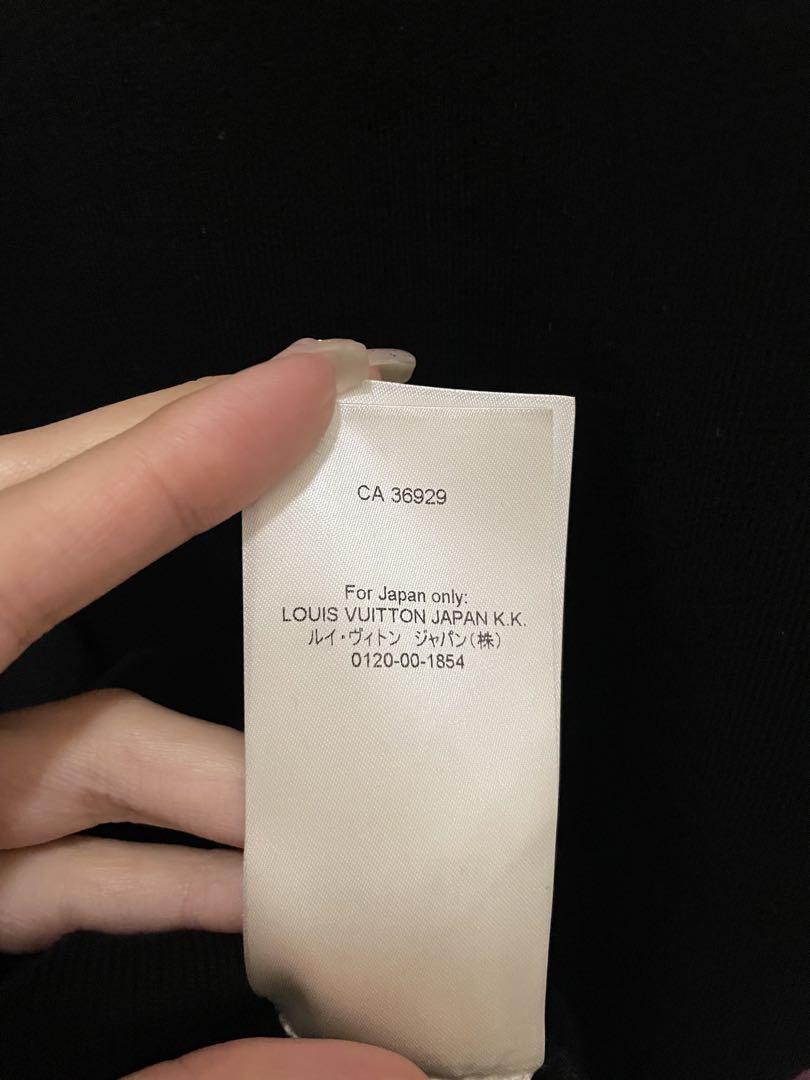 CA 36929
For Japan only:
LOUIS VUITTON JAPAN K.K.
ルイ・ヴィトン ジャパン(株)
0120-00-1854